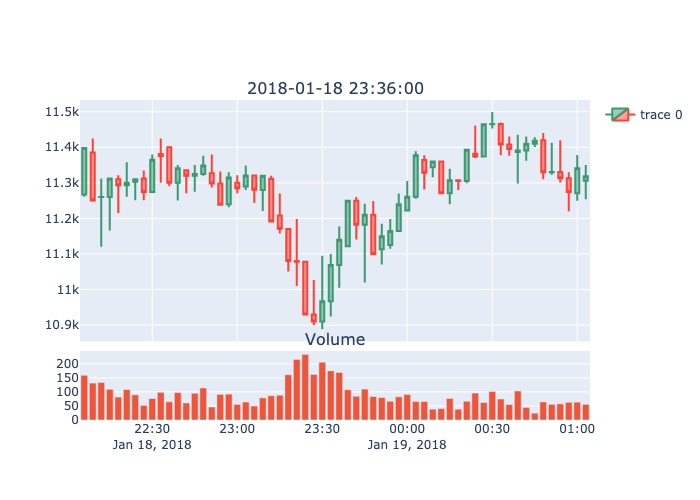 2018-01-18 23:36:00
11.5k
11.4k
11.3k
11.2k
11.1k
11k
10.9k
trace 0
Volume
200
150
100
50
0
22:30 23:00 23:30 00:00 00:30 01:00
Jan 18, 2018 Jan 19, 2018